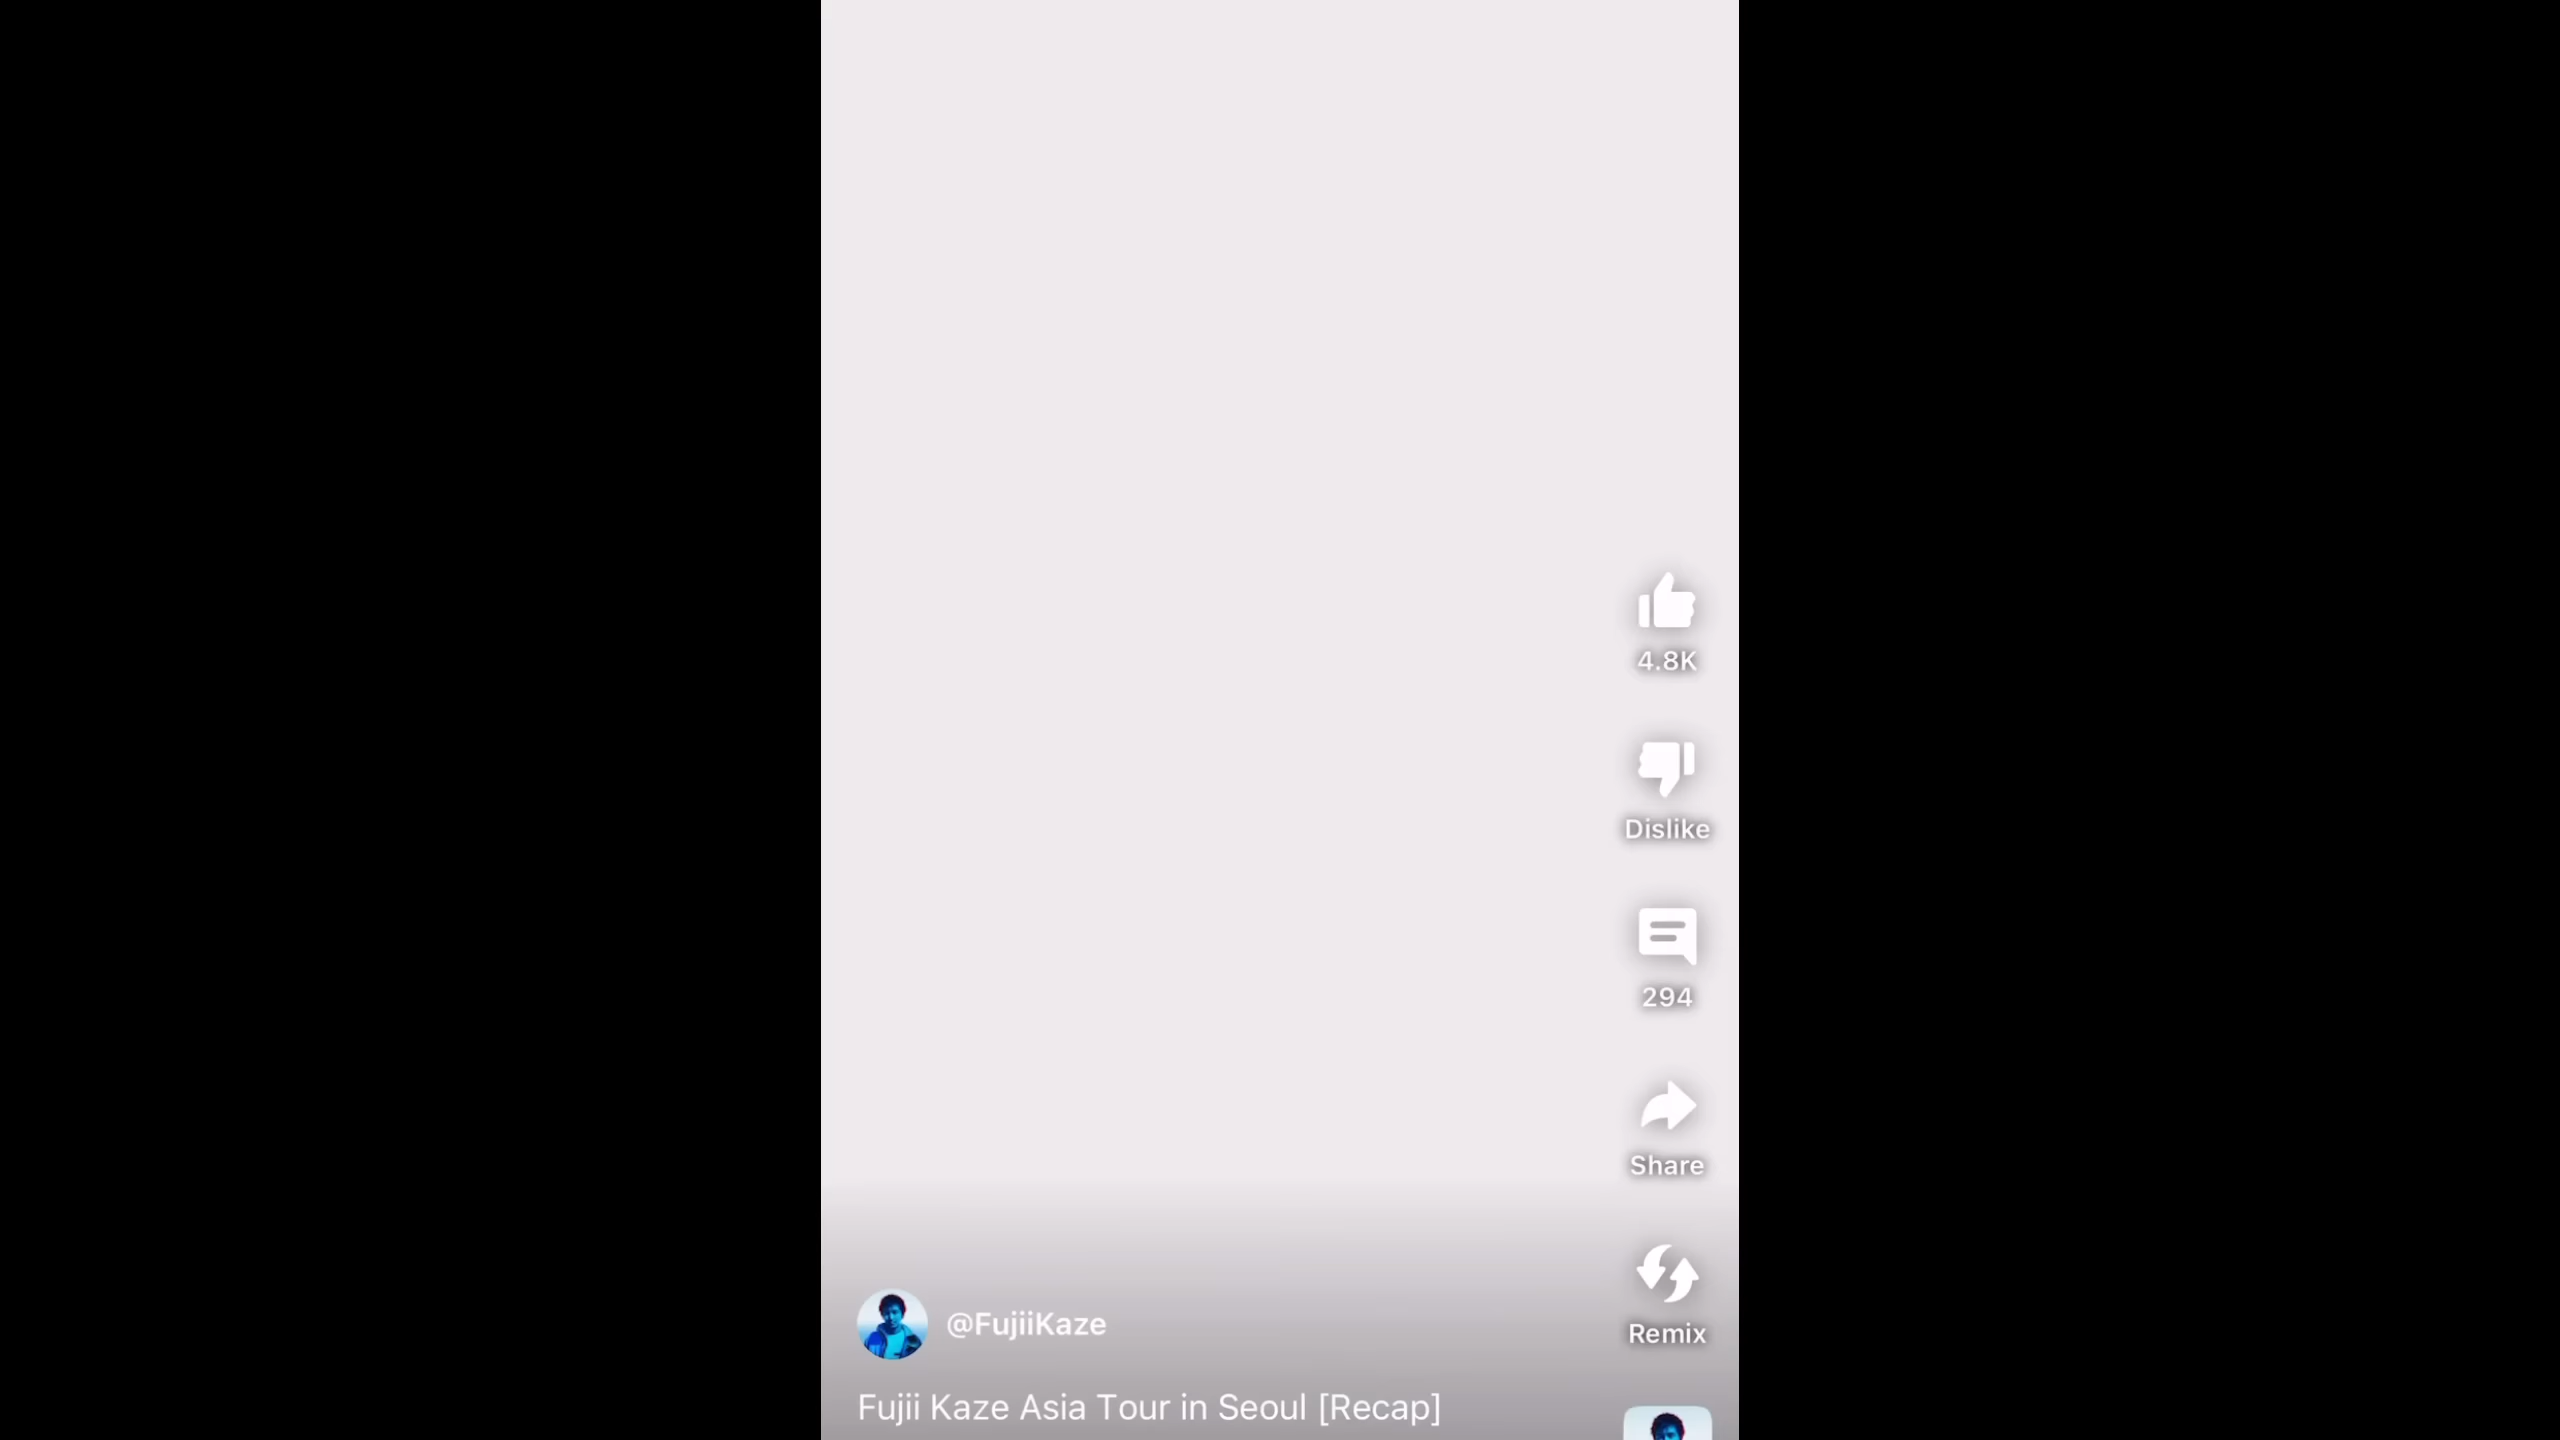 4.8K
Dislike
294
Share
Remix
@FujiiKaze
Fujii Kaze Asia Tour in Seoul [Recap]